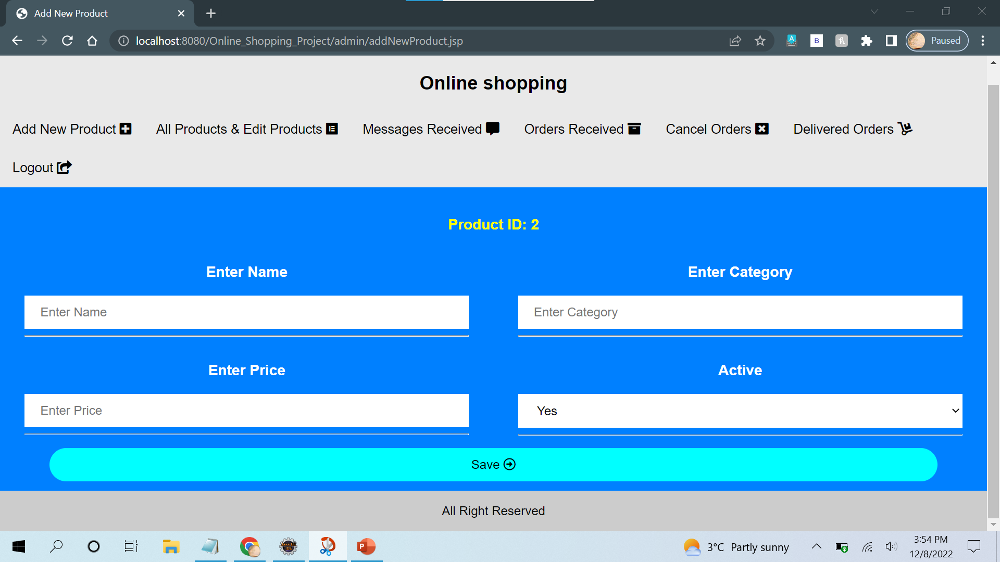 Add New Product
localhost:8080/Online_Shopping_Project/admin/addNewProduct.jsp
Paused
Online shopping
Add New Product
All Products & Edit Products
Messages Received
Orders Received
Cancel Orders
Delivered Orders
Logout
Product ID: 2
Enter Name
Enter Category
Enter Name
Enter Category
Enter Price
Active
Enter Price
Yes
Save
All Right Reserved
3°C Partly sunny
3:54 PM
12/8/2022